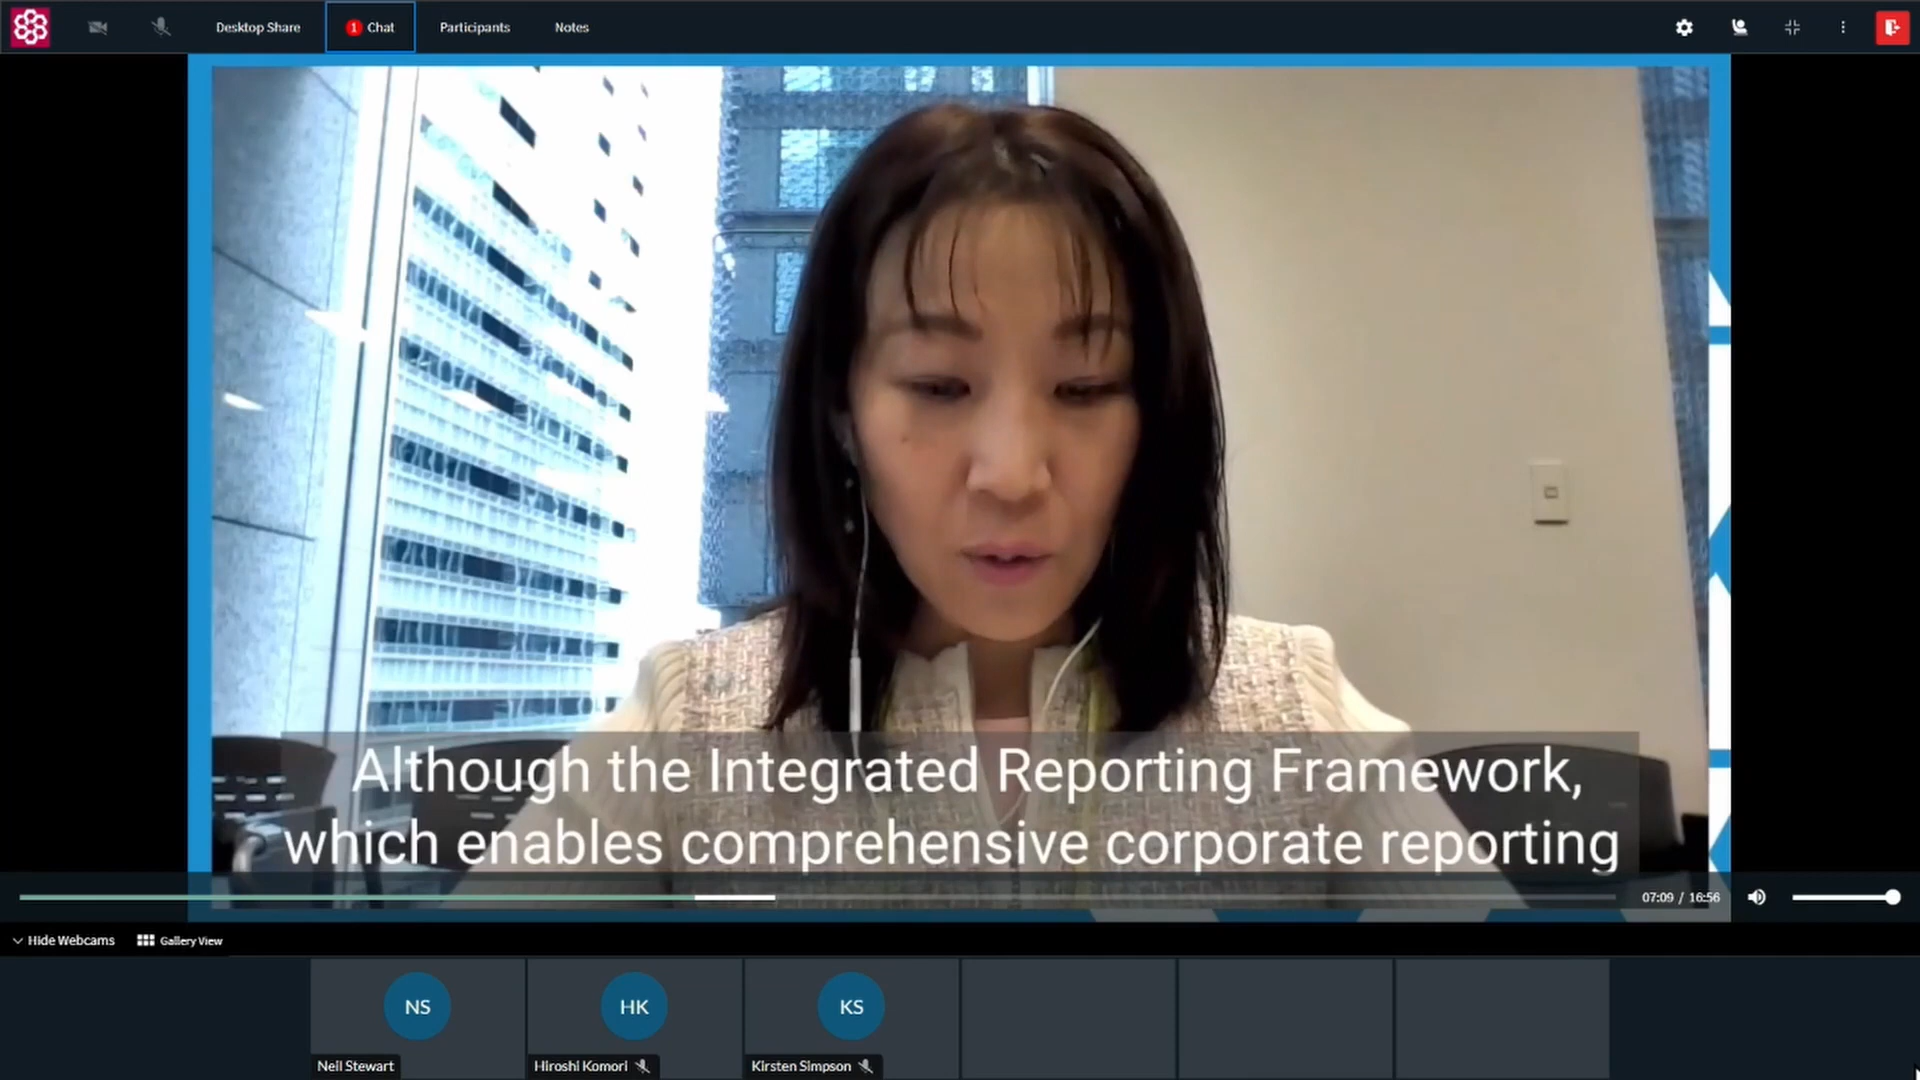 Desktop Share
1 Chat
Participants
Notes
Although the Integrated Reporting Framework,
which enables comprehensive corporate reporting
07:09 / 16:56
Hide Webcams
Gallery View
NS
HK
KS
Neil Stewart
Hiroshi Komori
Kirsten Simpson